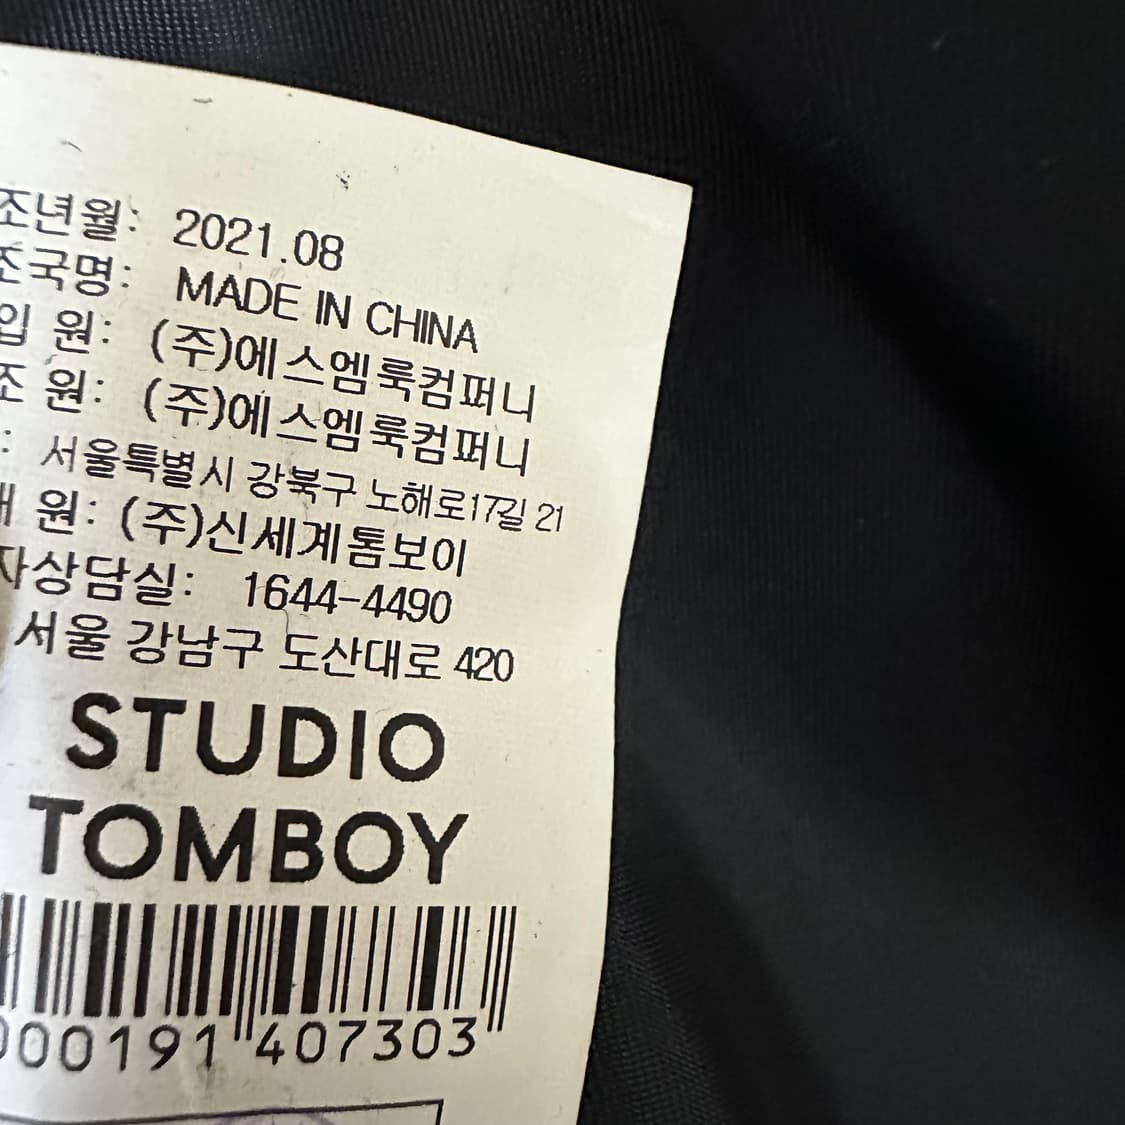 조년월: 2021.08
조국명: MADE IN CHINA
입 원: (주)에스엠룩컴퍼니
조 원: (주)에스엠룩컴퍼니
: 서울특별시 강북구 노해로17길 21
매 원: (주)신세계톰보이
자상담실: 1644-4490
서울 강남구 도산대로 420
STUDIO
TOMBOY
000191 407303